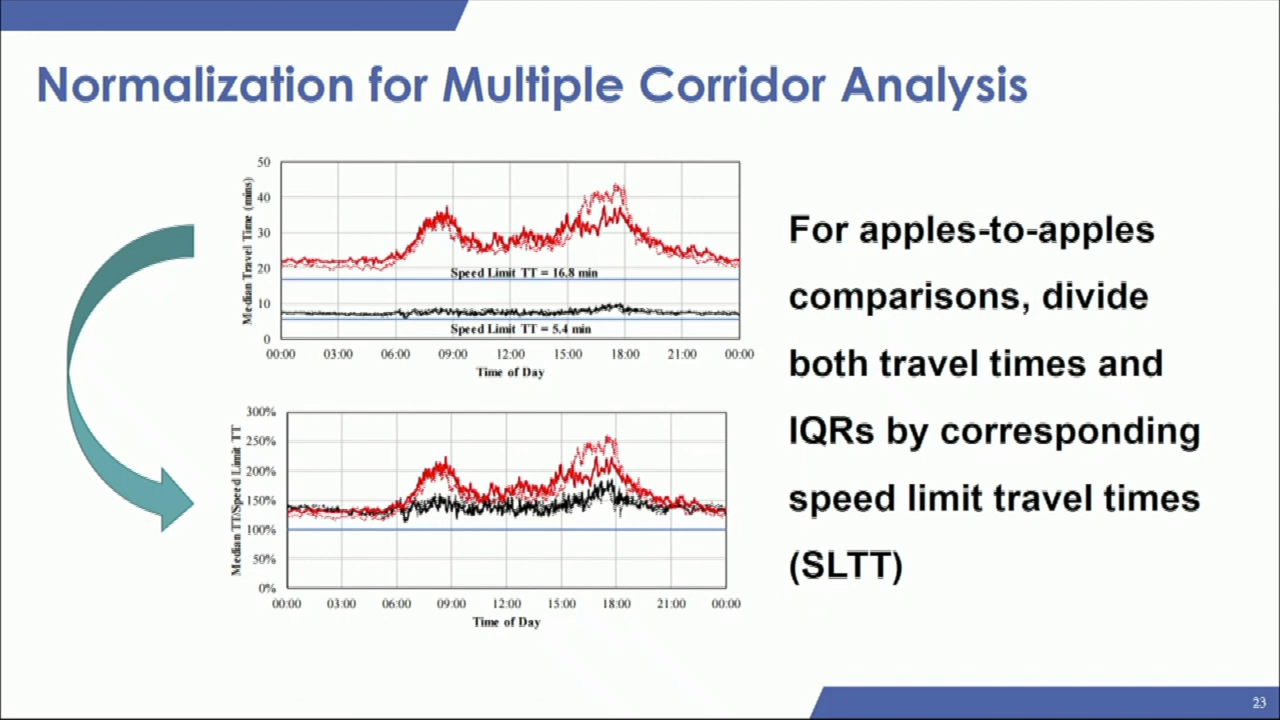 Normalization for Multiple Corridor Analysis
Median Travel Time (mins)
50
40
30
20
10
0
Speed Limit TT = 16.8 min
Speed Limit TT = 5.4 min
00:00 03:00 06:00 09:00 12:00 15:00 18:00 21:00 00:00
Time of Day
Median TT/Speed Limit TT
300%
250%
200%
150%
100%
50%
0%
00:00 03:00 06:00 09:00 12:00 15:00 18:00 21:00 00:00
Time of Day
For apples-to-apples
comparisons, divide
both travel times and
IQRs by corresponding
speed limit travel times
(SLTT)
23